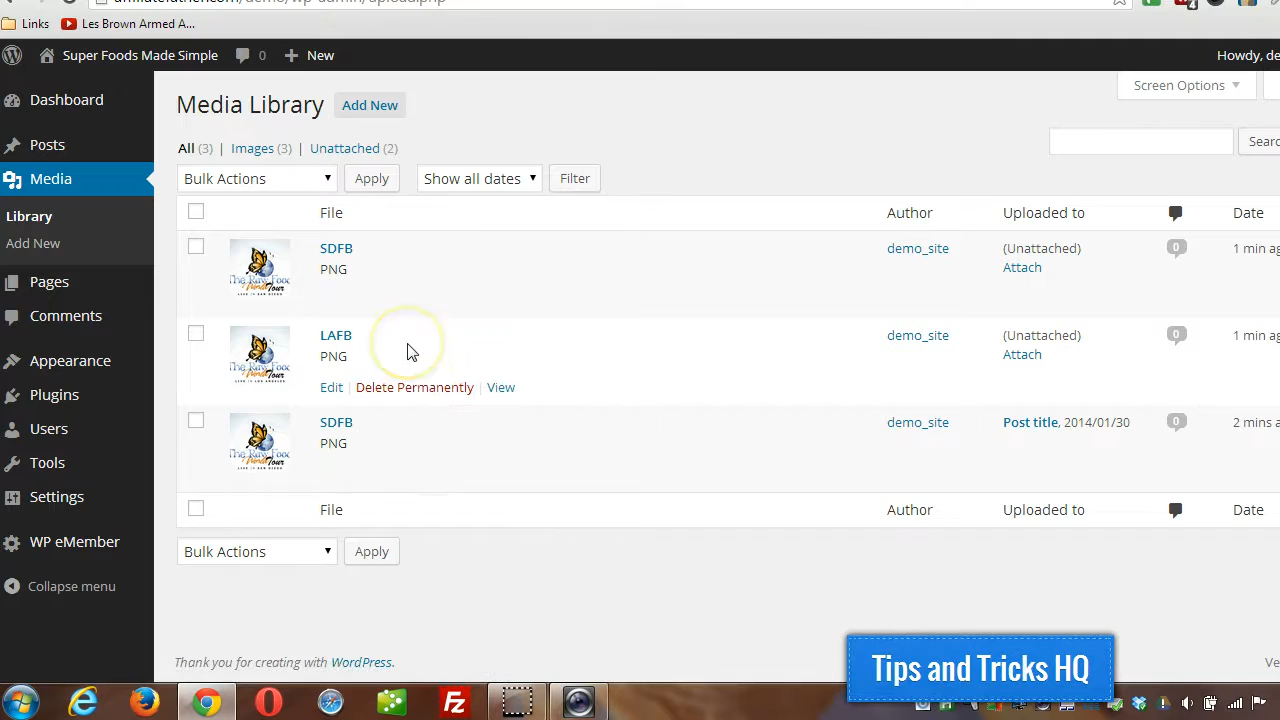 Links Les Brown Armed A...
Super Foods Made Simple 0 New Howdy, de
Dashboard
Posts
Media
Library
Add New
Pages
Comments
Appearance
Plugins
Users
Tools
Settings
WP eMember
Collapse menu
Media Library Add New
Screen Options
All (3) | Images (3) | Unattached (2)
Bulk Actions Apply Show all dates Filter
File Author Uploaded to Date
SDFB demo_site (Unattached) 0 1 min ag
PNG Attach
LAFB demo_site (Unattached) 0 1 min ag
PNG Attach
Edit | Delete Permanently | View
SDFB demo_site Post title, 2014/01/30 0 2 mins a
PNG
File Author Uploaded to Date
Bulk Actions Apply
Thank you for creating with WordPress.
Tips and Tricks HQ